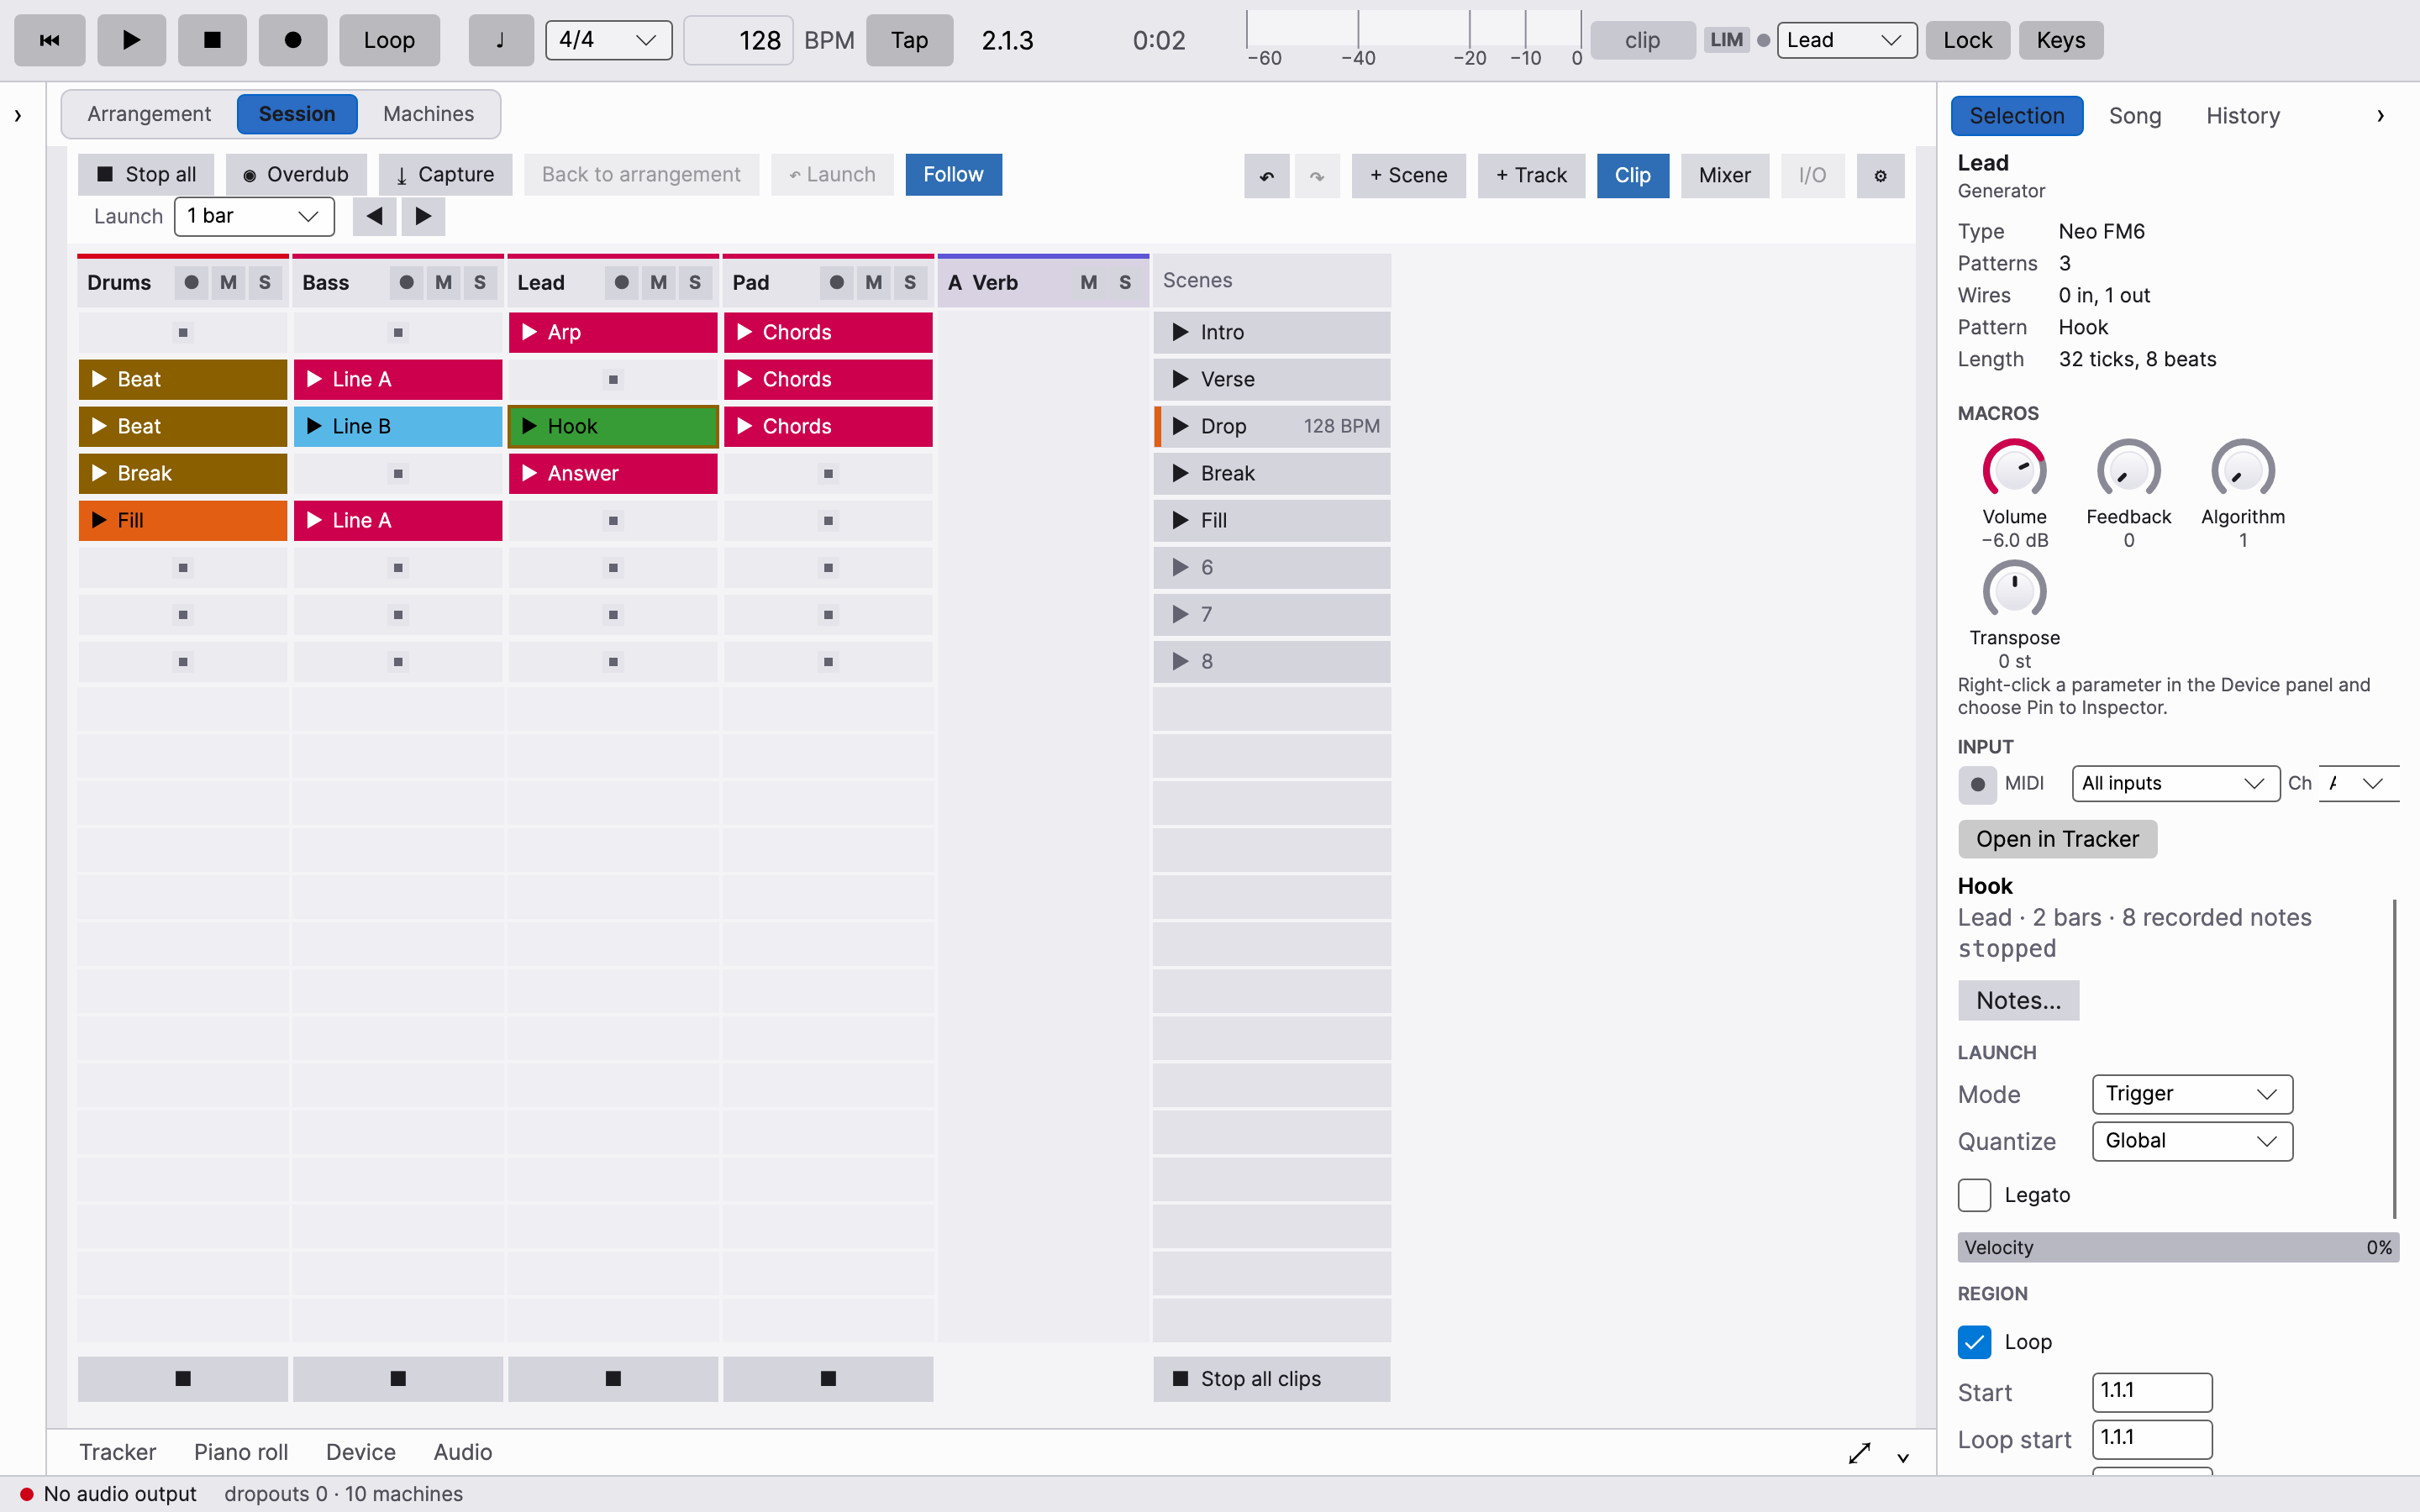 Loop 4/4 128 BPM Tap 2.1.3 0:02 −60 −40 −20 −10 0 clip LIM Lead Lock Keys
Arrangement Session Machines
Stop all Overdub Capture Back to arrangement Launch Follow + Scene + Track Clip Mixer I/O
Launch 1 bar
Drums M S Bass M S Lead M S Pad M S A Verb M S Scenes
Arp Chords Intro
Beat Line A Chords Verse
Beat Line B Hook Chords Drop 128 BPM
Break Answer Break
Fill Line A Fill
6
7
8
Stop all clips
Tracker Piano roll Device Audio
No audio output dropouts 0 · 10 machines
Selection Song History
Lead
Generator
Type Neo FM6
Patterns 3
Wires 0 in, 1 out
Pattern Hook
Length 32 ticks, 8 beats
MACROS
Volume Feedback Algorithm
−6.0 dB 0 1
Transpose
0 st
Right-click a parameter in the Device panel and
choose Pin to Inspector.
INPUT
MIDI All inputs Ch
Open in Tracker
Hook
Lead · 2 bars · 8 recorded notes
stopped
Notes...
LAUNCH
Mode Trigger
Quantize Global
Legato
Velocity 0%
REGION
Loop
Start 1.1.1
Loop start 1.1.1